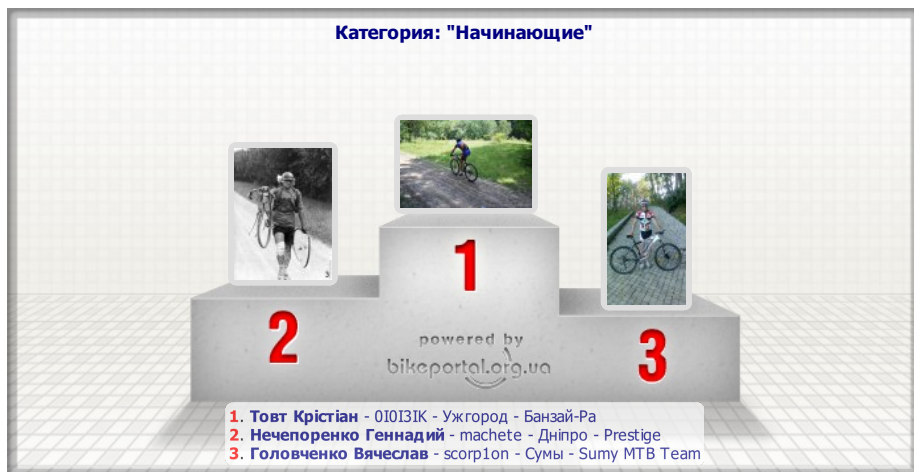 Категория: "Начинающие"
3
1
2
3
powered by
bikeportal.org.ua
1. Товт Крістіан - 0I0I3IK - Ужгород - Банзай-Ра
2. Нечепоренко Геннадий - machete - Дніпро - Prestige
3. Головченко Вячеслав - scorp1on - Сумы - Sumy MTB Team